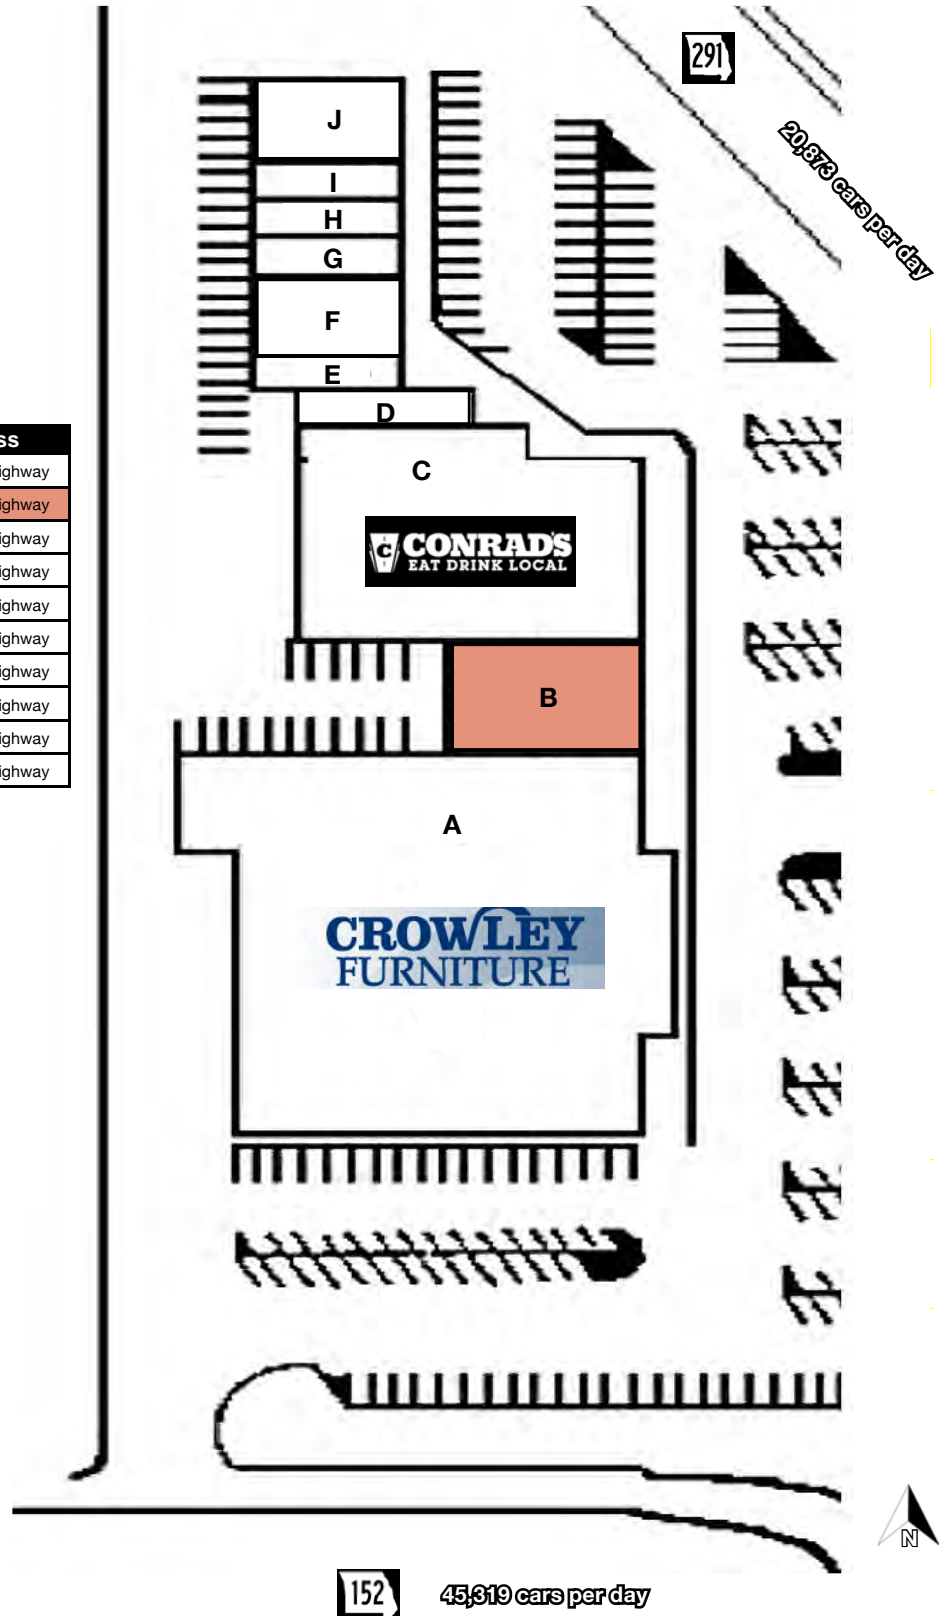 291
20,873 cars per day
J
I
H
G
F
E
D
C
C
CONRAD'S
EAT DRINK LOCAL
ss
ighway
ighway
ighway
ighway
ighway
ighway
ighway
ighway
ighway
ighway
B
A
CROWLEY
FURNITURE
N
152
45,319 cars per day